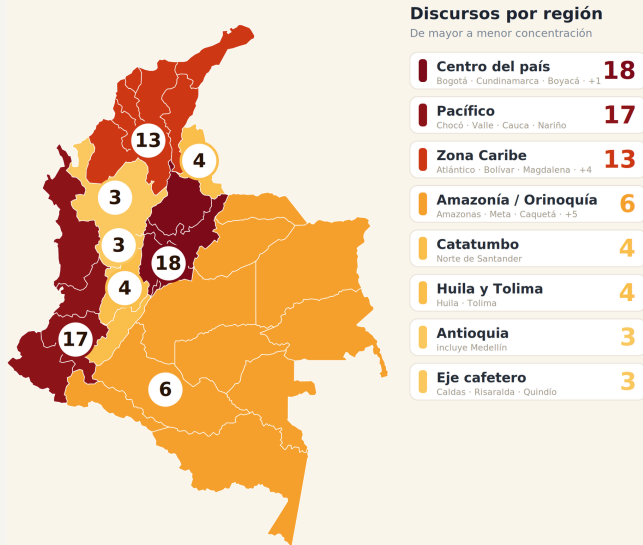 Discursos por región
De mayor a menor concentración
Centro del país 18
Bogotá · Cundinamarca · Boyacá · +1
Pacífico 17
Chocó · Valle · Cauca · Nariño
Zona Caribe 13
Atlántico · Bolívar · Magdalena · +4
Amazonía / Orinoquía 6
Amazonas · Meta · Caquetá · +5
Catatumbo 4
Norte de Santander
Huila y Tolima 4
Huila · Tolima
Antioquia 3
incluye Medellín
Eje cafetero 3
Caldas · Risaralda · Quindío
13
4
3
3
18
4
17
6